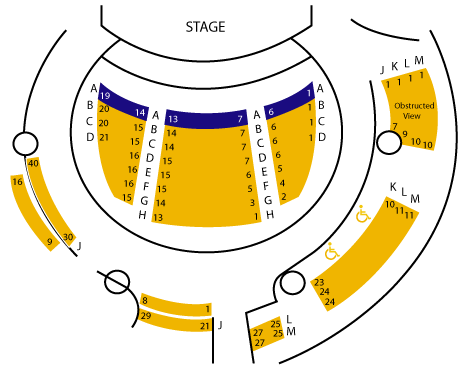 STAGE
J K L M
1 1 1 1
Obstructed
View
7 9 10 10
A 19 14 A 13 7 A 6 1 A
B 20 15 B 14 7 B 6 1 B
C 20 15 C 14 7 C 6 1 C
D 21 15 D 15 7 D 6 1 D
16 E 15 6 E 5
16 F 15 5 F 4
15 G 14 3 G 2
H 13 1 H
40
16
30 J
9
K L M
10 11 11
23
24
24
8 1
29 21 J
27 25 L
27 25 M